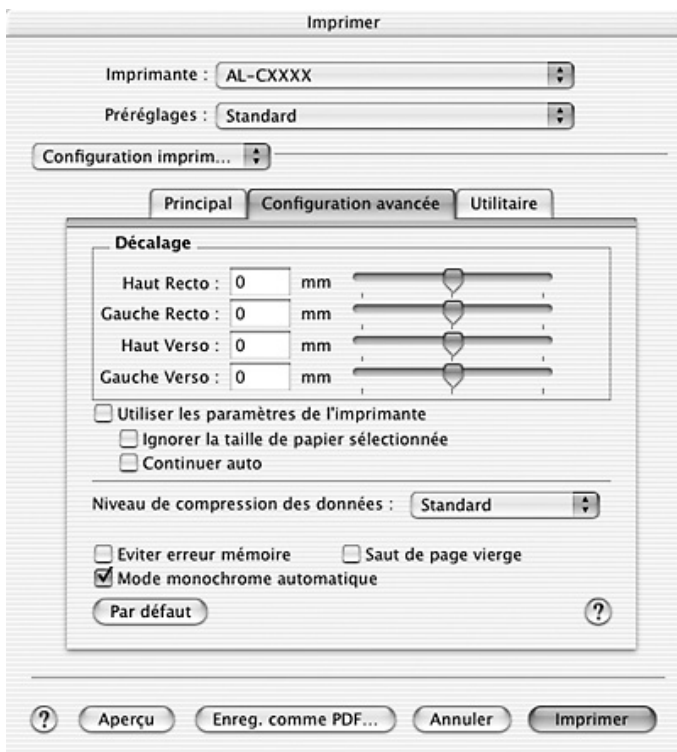 Imprimer
Imprimante : AL-CXXXX
Préréglages : Standard
Configuration imprim...
Principal Configuration avancée Utilitaire
Décalage
Haut Recto : 0 mm
Gauche Recto : 0 mm
Haut Verso : 0 mm
Gauche Verso : 0 mm
Utiliser les paramètres de l'imprimante
Ignorer la taille de papier sélectionnée
Continuer auto
Niveau de compression des données : Standard
Eviter erreur mémoire Saut de page vierge
Mode monochrome automatique
Par défaut ?
? Aperçu Enreg. comme PDF... Annuler Imprimer